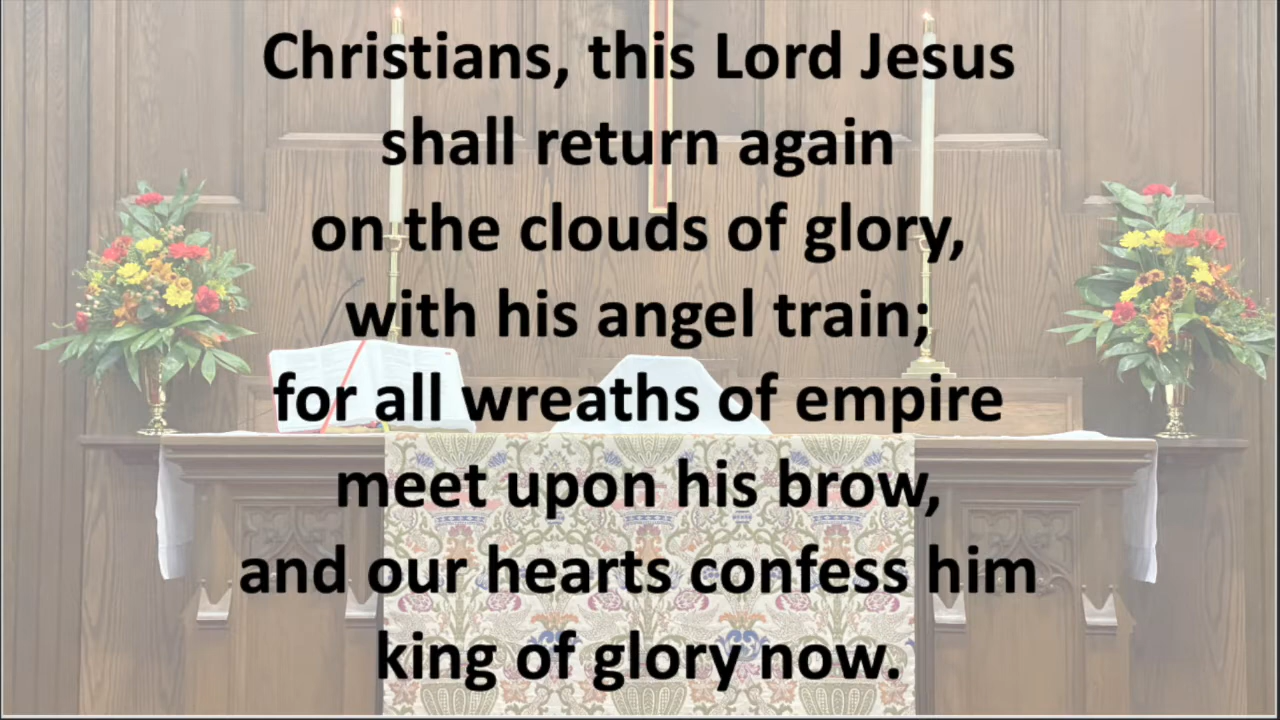 Christians, this Lord Jesus
shall return again
on the clouds of glory,
with his angel train;
for all wreaths of empire
meet upon his brow,
and our hearts confess him
king of glory now.